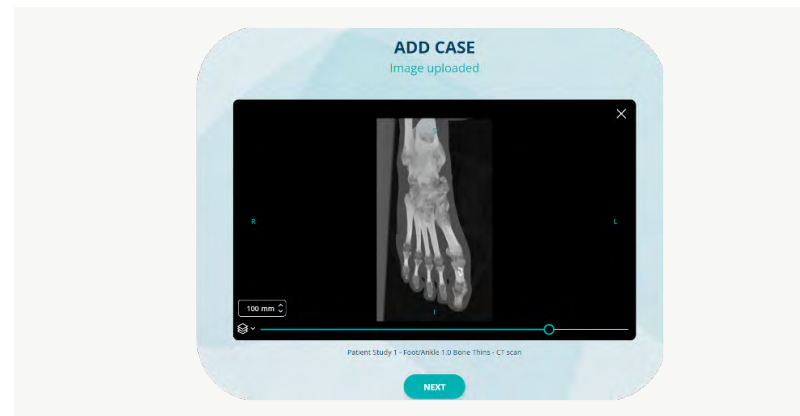 ADD CASE
Image uploaded
S
R
L
100 mm
I
Patient Study 1 - Foot/Ankle 1.0 Bone Thins - CT scan
NEXT